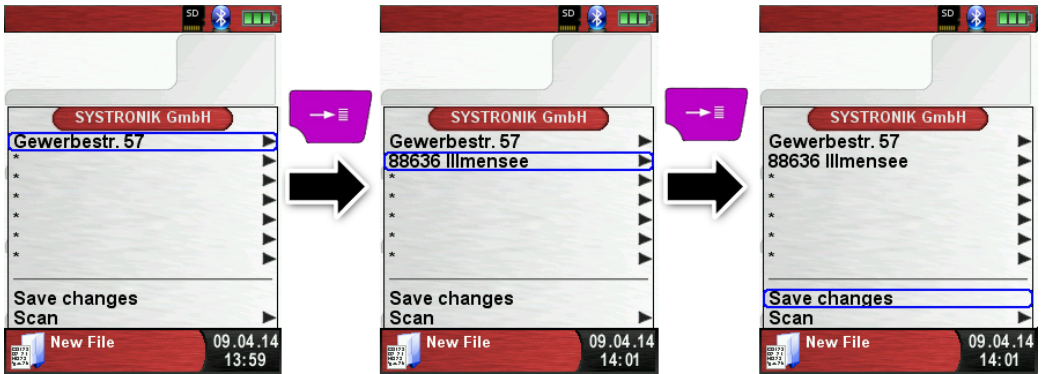 SD
SYSTRONIK GmbH
Gewerbestr. 57
*
*
*
*
*
*
Save changes
Scan
New File
09.04.14
13:59
SD
SYSTRONIK GmbH
Gewerbestr. 57
88636 Illmensee
*
*
*
*
*
Save changes
Scan
New File
09.04.14
14:01
SD
SYSTRONIK GmbH
Gewerbestr. 57
88636 Illmensee
*
*
*
*
*
Save changes
Scan
New File
09.04.14
14:01